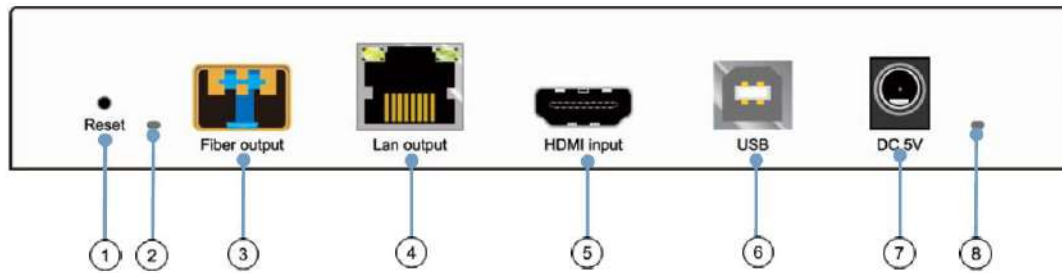 Reset
Fiber output
Lan output
HDMI input
USB
DC 5V
1
2
3
4
5
6
7
8